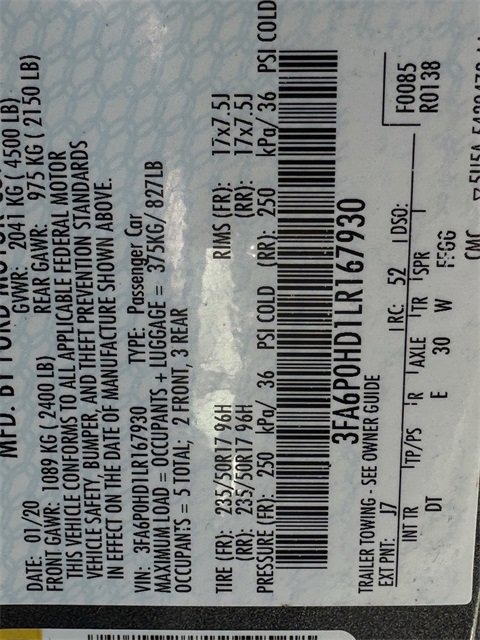 MFD. BY FORD MOTOR CO.
DATE: 01/20 GVWR: 2041 KG ( 4500 LB)
FRONT GAWR: 1089 KG ( 2400 LB) REAR GAWR: 975 KG ( 2150 LB)
THIS VEHICLE CONFORMS TO ALL APPLICABLE FEDERAL MOTOR
VEHICLE SAFETY, BUMPER, AND THEFT PREVENTION STANDARDS
IN EFFECT ON THE DATE OF MANUFACTURE SHOWN ABOVE.
VIN: 3FA6P0HD1LR167930 TYPE: Passenger Car
MAXIMUM LOAD = OCCUPANTS + LUGGAGE = 375KG/ 827LB
OCCUPANTS = 5 TOTAL; 2 FRONT, 3 REAR
TIRE (FR): 235/50R17 96H RIMS (FR): 17x7.5J
(RR): 235/50R17 96H (RR): 17x7.5J
PRESSURE (FR): 250 kPa/ 36 PSI COLD (RR): 250 kPa/ 36 PSI COLD
3FA6P0HD1LR167930
TRAILER TOWING - SEE OWNER GUIDE F0085
EXT PNT: J7 RC: 52 DSO: R0138
INT TR TP/PS R AXLE TR SPR
DT E 30 W FFGG